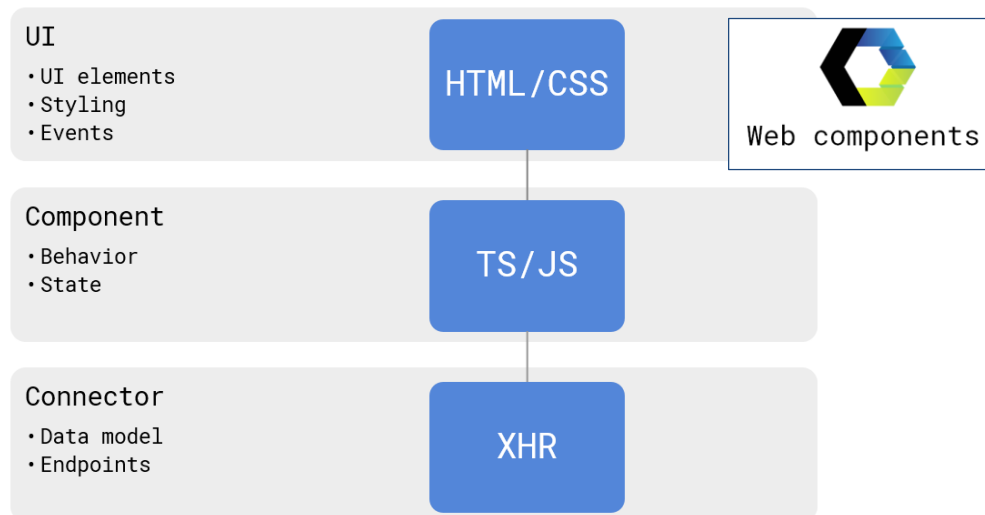 UI
• UI elements
• Styling
• Events
HTML/CSS
Web components
Component
• Behavior
• State
TS/JS
Connector
• Data model
• Endpoints
XHR